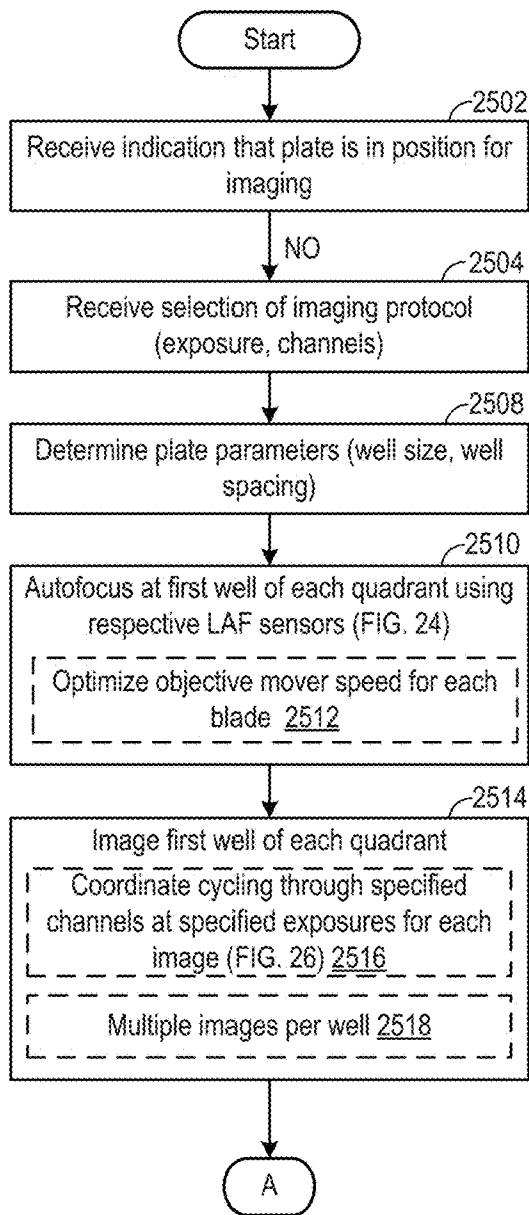 Start
2502
Receive indication that plate is in position for
imaging
NO
2504
Receive selection of imaging protocol
(exposure, channels)
2508
Determine plate parameters (well size, well
spacing)
2510
Autofocus at first well of each quadrant using
respective LAF sensors (FIG. 24)
Optimize objective mover speed for each
blade 2512
2514
Image first well of each quadrant
Coordinate cycling through specified
channels at specified exposures for each
image (FIG. 26) 2516
Multiple images per well 2518
A